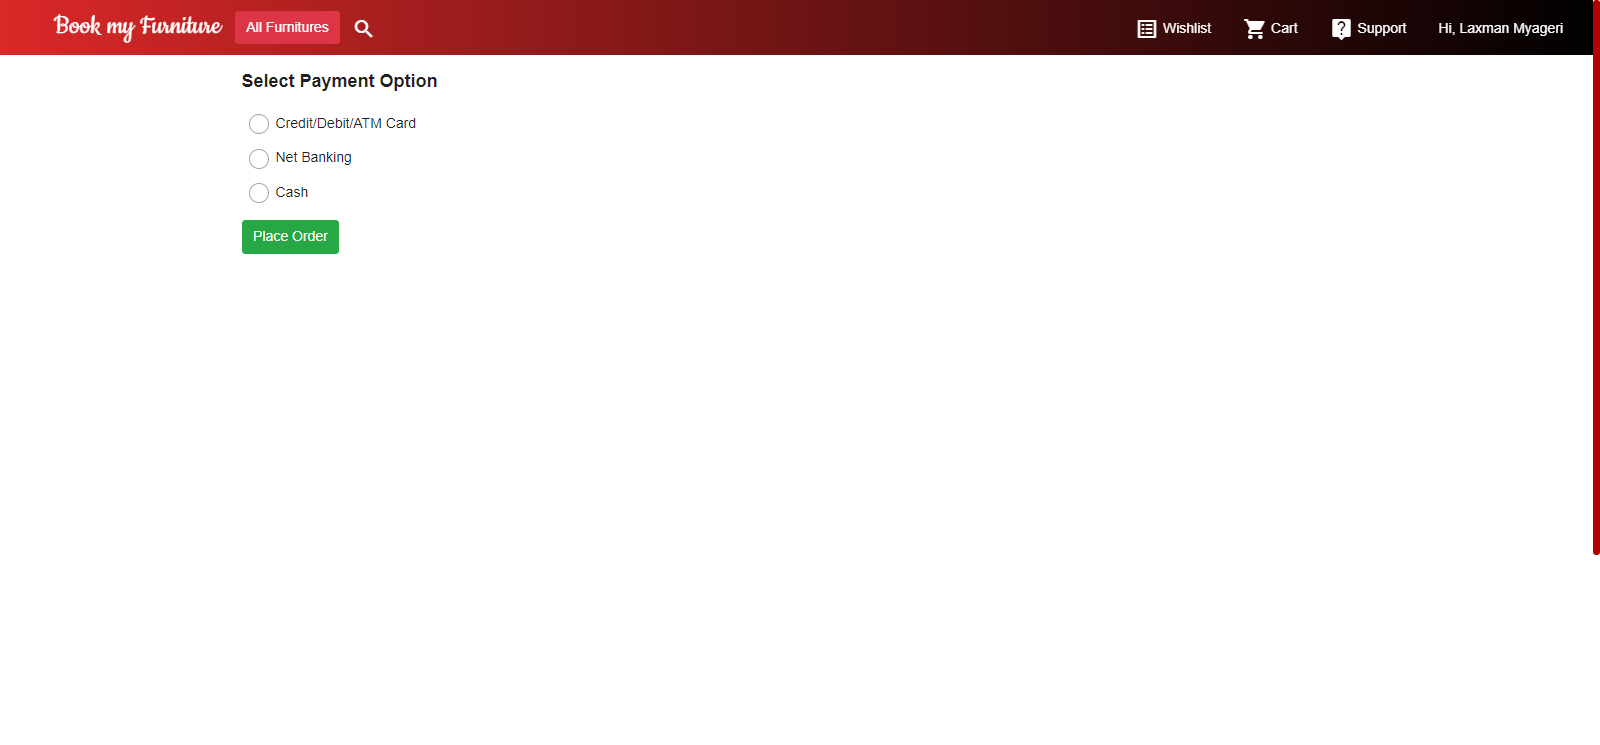 Book my Furniture All Furnitures Wishlist Cart Support Hi, Laxman Myageri
Select Payment Option
Credit/Debit/ATM Card
Net Banking
Cash
Place Order